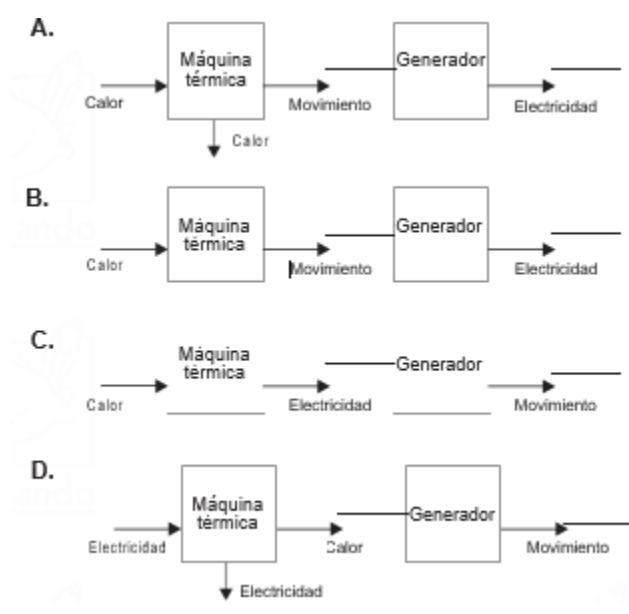 A.
Máquina
térmica
Generador
Calor
Movimiento
Electricidad
Calor
B.
Máquina
térmica
Generador
Calor
Movimiento
Electricidad
C.
Máquina
térmica
Generador
Calor
Electricidad
Movimiento
D.
Máquina
térmica
Generador
Electricidad
Calor
Movimiento
Electricidad